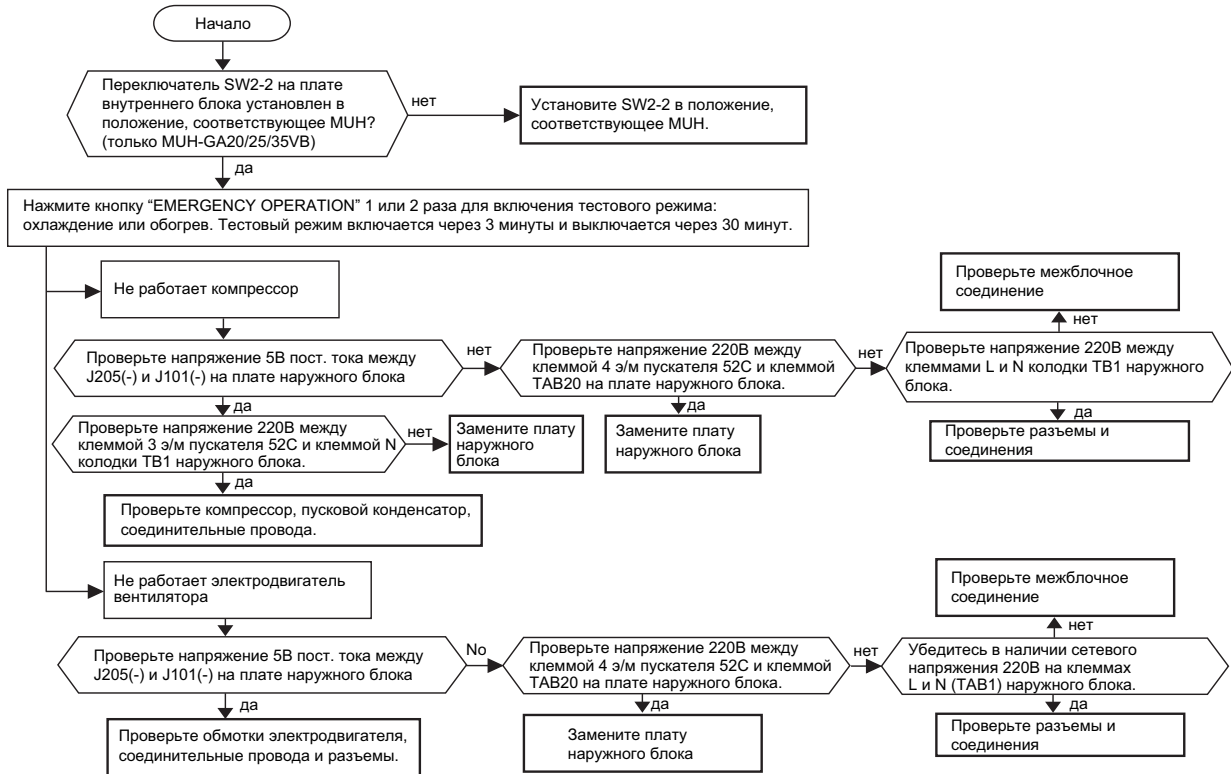 Начало
Переключатель SW2-2 на плате
внутреннего блока установлен в
положение, соответствующее MUH?
(только MUH-GA20/25/35VB)
нет
Установите SW2-2 в положение,
соответствующее MUH.
да
Нажмите кнопку “EMERGENCY OPERATION” 1 или 2 раза для включения тестового режима:
охлаждение или обогрев. Тестовый режим включается через 3 минуты и выключается через 30 минут.
Не работает компрессор
Проверьте напряжение 5В пост. тока между
J205(-) и J101(-) на плате наружного блока
нет
Проверьте напряжение 220В между
клеммой 4 э/м пускателя 52С и клеммой
TAB20 на плате наружного блока.
нет
Проверьте напряжение 220В между
клеммами L и N колодки TB1 наружного
блока.
нет
Проверьте межблочное
соединение
да
Проверьте разъемы и
соединения
да
Замените плату
наружного блока
да
Проверьте напряжение 220В между
клеммой 3 э/м пускателя 52С и клеммой N
колодки TB1 наружного блока.
нет
Замените плату
наружного
блока
да
Проверьте компрессор, пусковой конденсатор,
соединительные провода.
Не работает электродвигатель
вентилятора
Проверьте напряжение 5В пост. тока между
J205(-) и J101(-) на плате наружного блока
No
Проверьте напряжение 220В между
клеммой 4 э/м пускателя 52С и клеммой
TAB20 на плате наружного блока.
нет
Убедитесь в наличии сетевого
напряжения 220В на клеммах
L и N (TAB1) наружного блока.
нет
Проверьте межблочное
соединение
да
Проверьте разъемы и
соединения
да
Замените плату
наружного блока
да
Проверьте обмотки электродвигателя,
соединительные провода и разъемы.